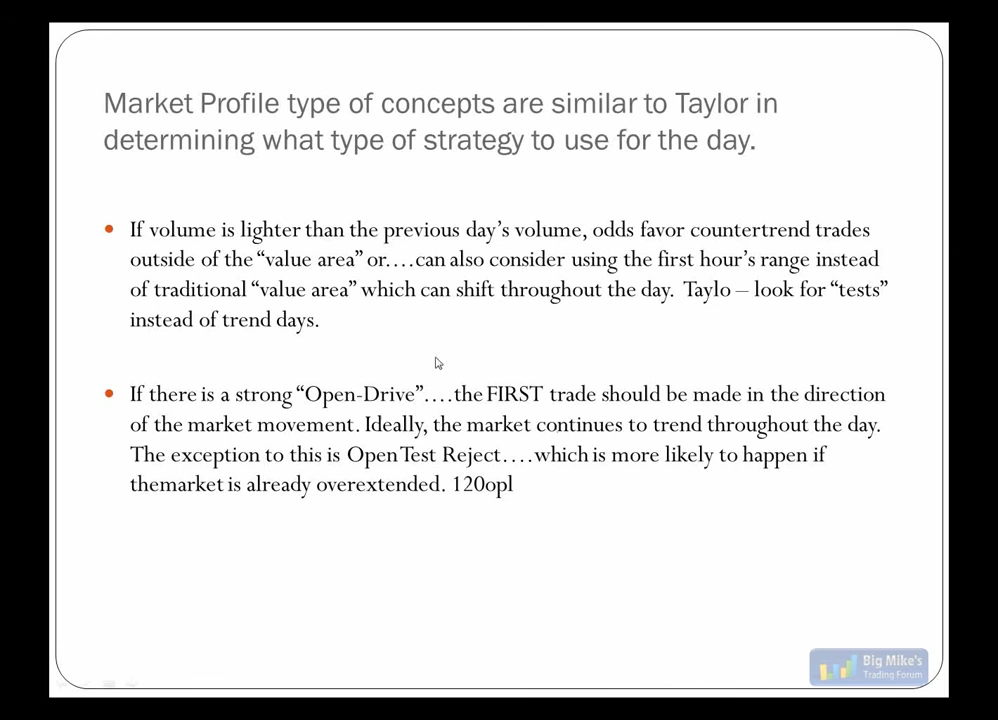 Market Profile type of concepts are similar to Taylor in
determining what type of strategy to use for the day.
If volume is lighter than the previous day’s volume, odds favor countertrend trades
outside of the “value area” or….can also consider using the first hour’s range instead
of traditional “value area” which can shift throughout the day. Taylo – look for “tests”
instead of trend days.
If there is a strong “Open-Drive”….the FIRST trade should be made in the direction
of the market movement. Ideally, the market continues to trend throughout the day.
The exception to this is Open Test Reject….which is more likely to happen if
themarket is already overextended. 120opl
Big Mike's
Trading Forum